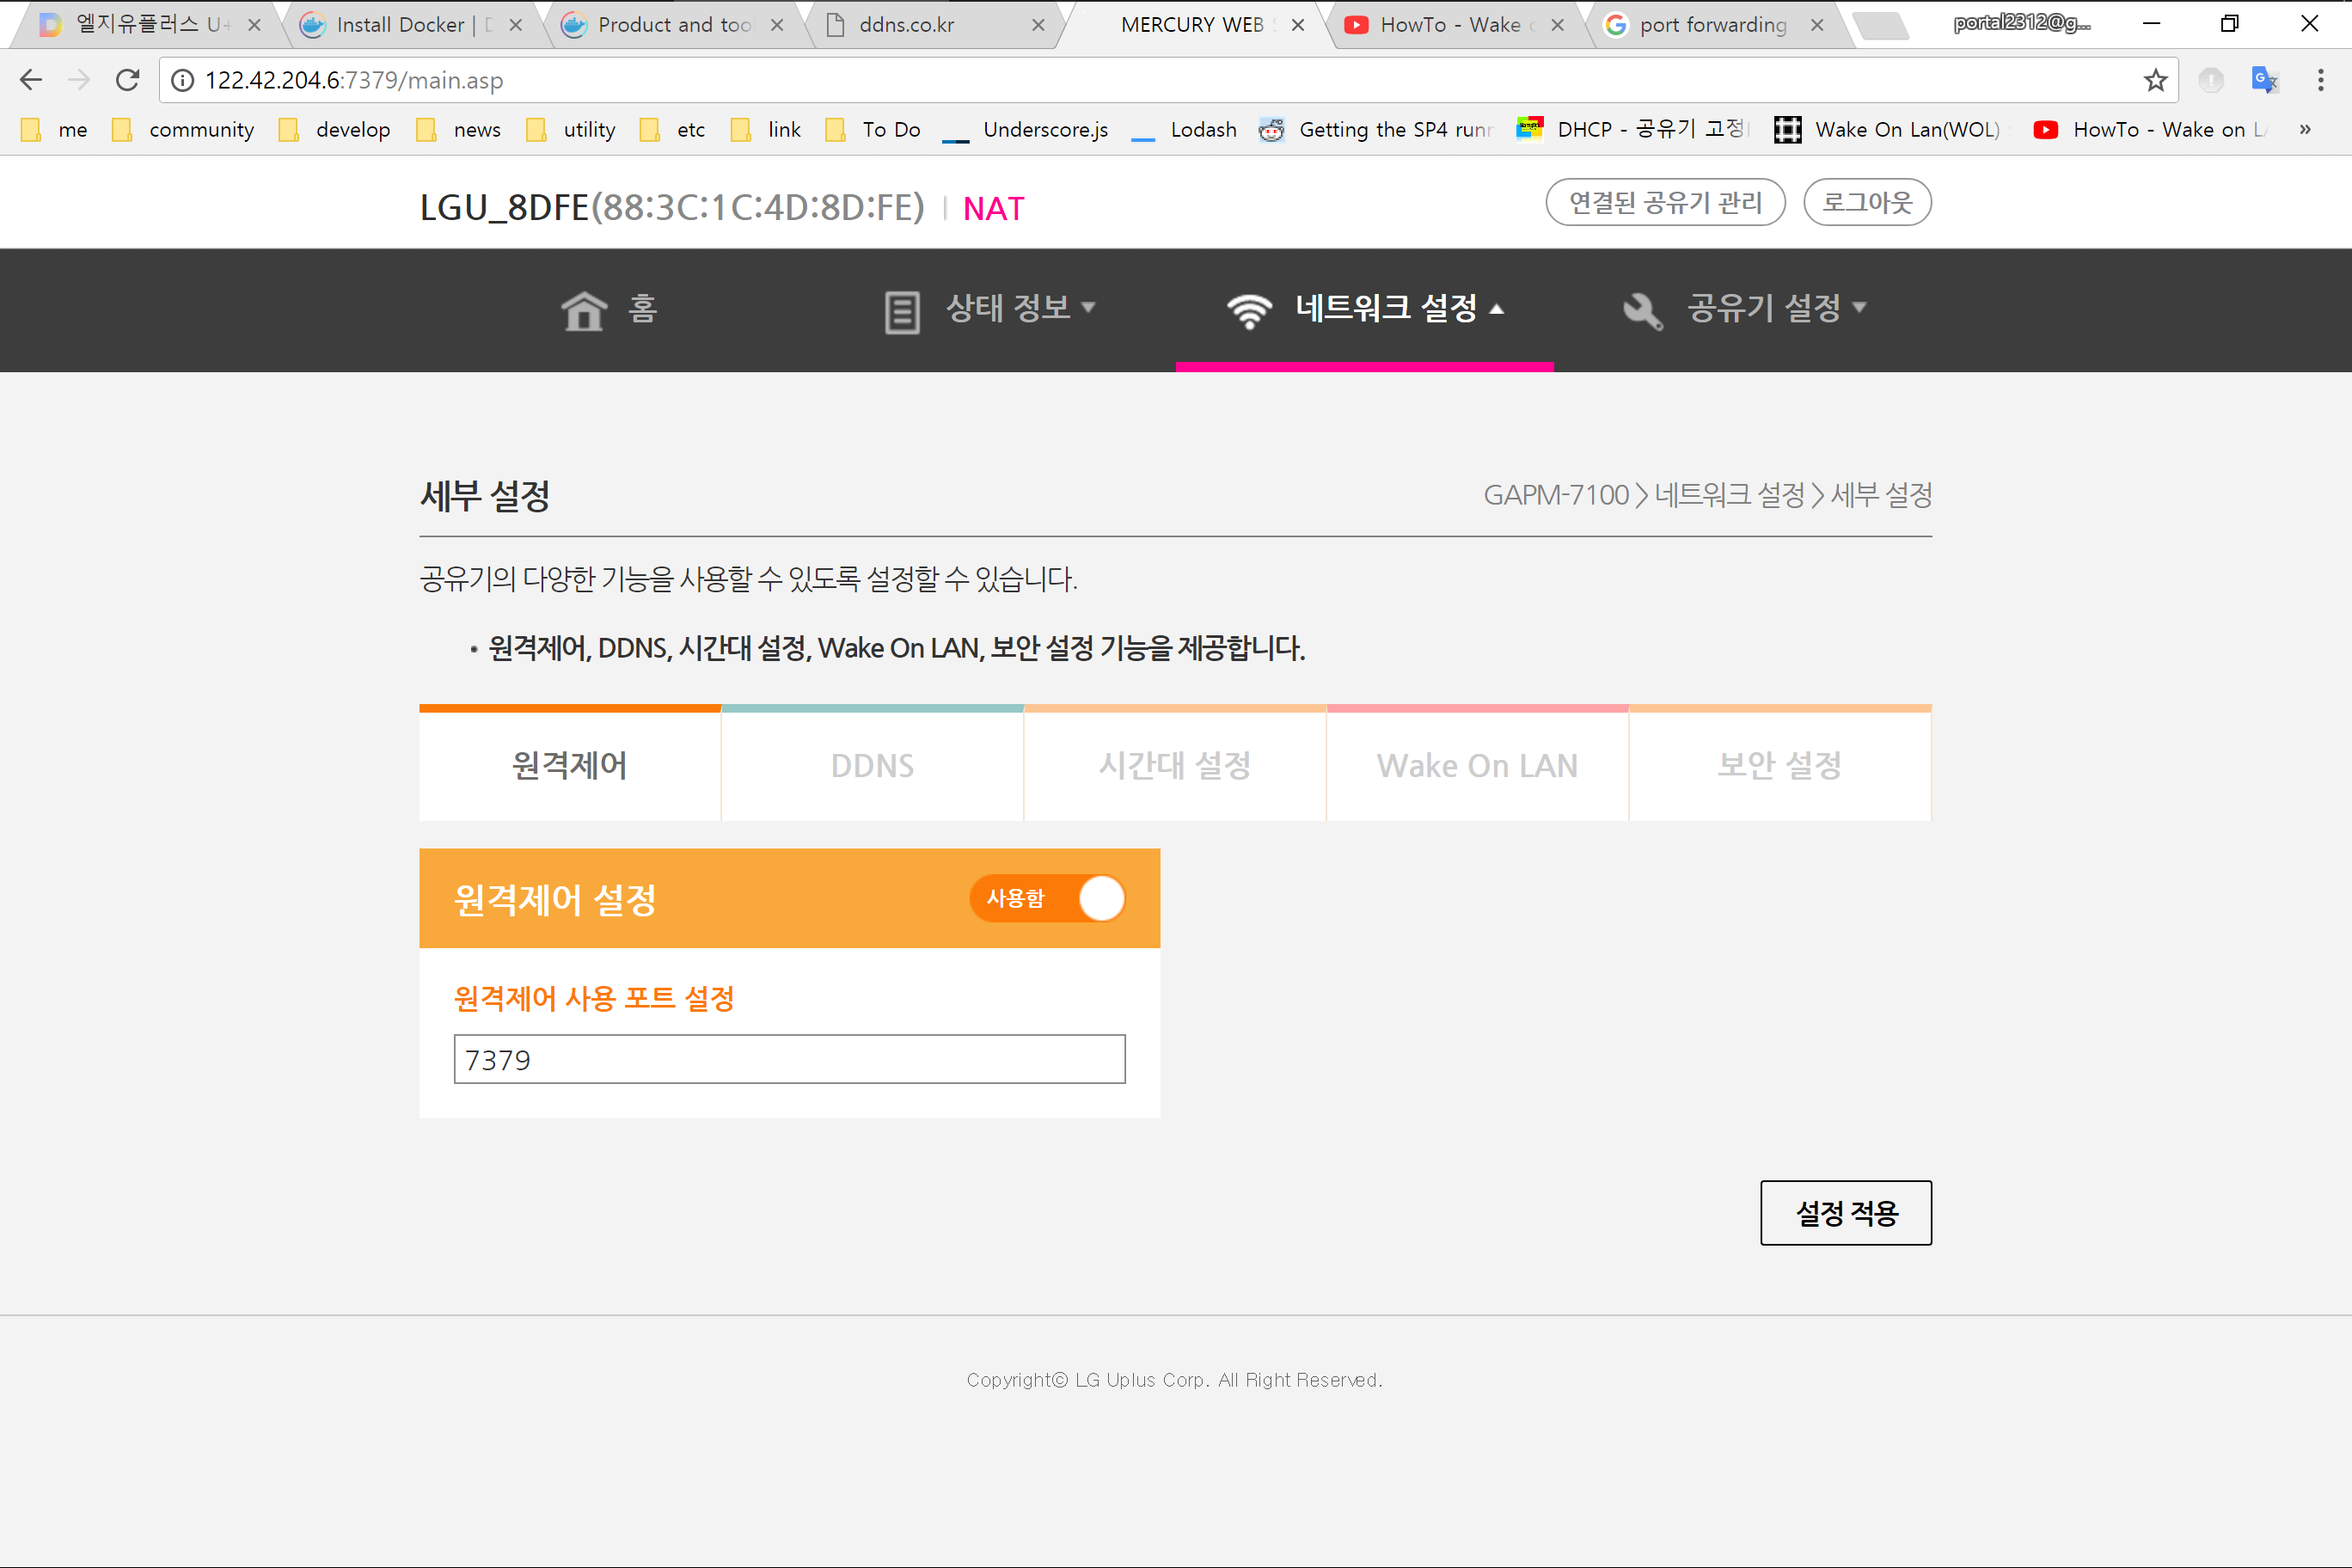 엘지유플러스 U+
Install Docker | D
Product and too
ddns.co.kr
MERCURY WEB S
HowTo - Wake o
port forwarding
portal2312@g...
122.42.204.6:7379/main.asp
me community develop news utility etc link To Do Underscore.js Lodash Getting the SP4 runn DHCP - 공유기 고정 Wake On Lan(WOL) HowTo - Wake on LA »
LGU_8DFE(88:3C:1C:4D:8D:FE) | NAT
연결된 공유기 관리
로그아웃
홈
상태 정보
네트워크 설정
공유기 설정
세부 설정
GAPM-7100 > 네트워크 설정 > 세부 설정
공유기의 다양한 기능을 사용할 수 있도록 설정할 수 있습니다.
• 원격제어, DDNS, 시간대 설정, Wake On LAN, 보안 설정 기능을 제공합니다.
원격제어
DDNS
시간대 설정
Wake On LAN
보안 설정
원격제어 설정
사용함
원격제어 사용 포트 설정
7379
설정 적용
Copyrightⓒ LG Uplus Corp. All Right Reserved.